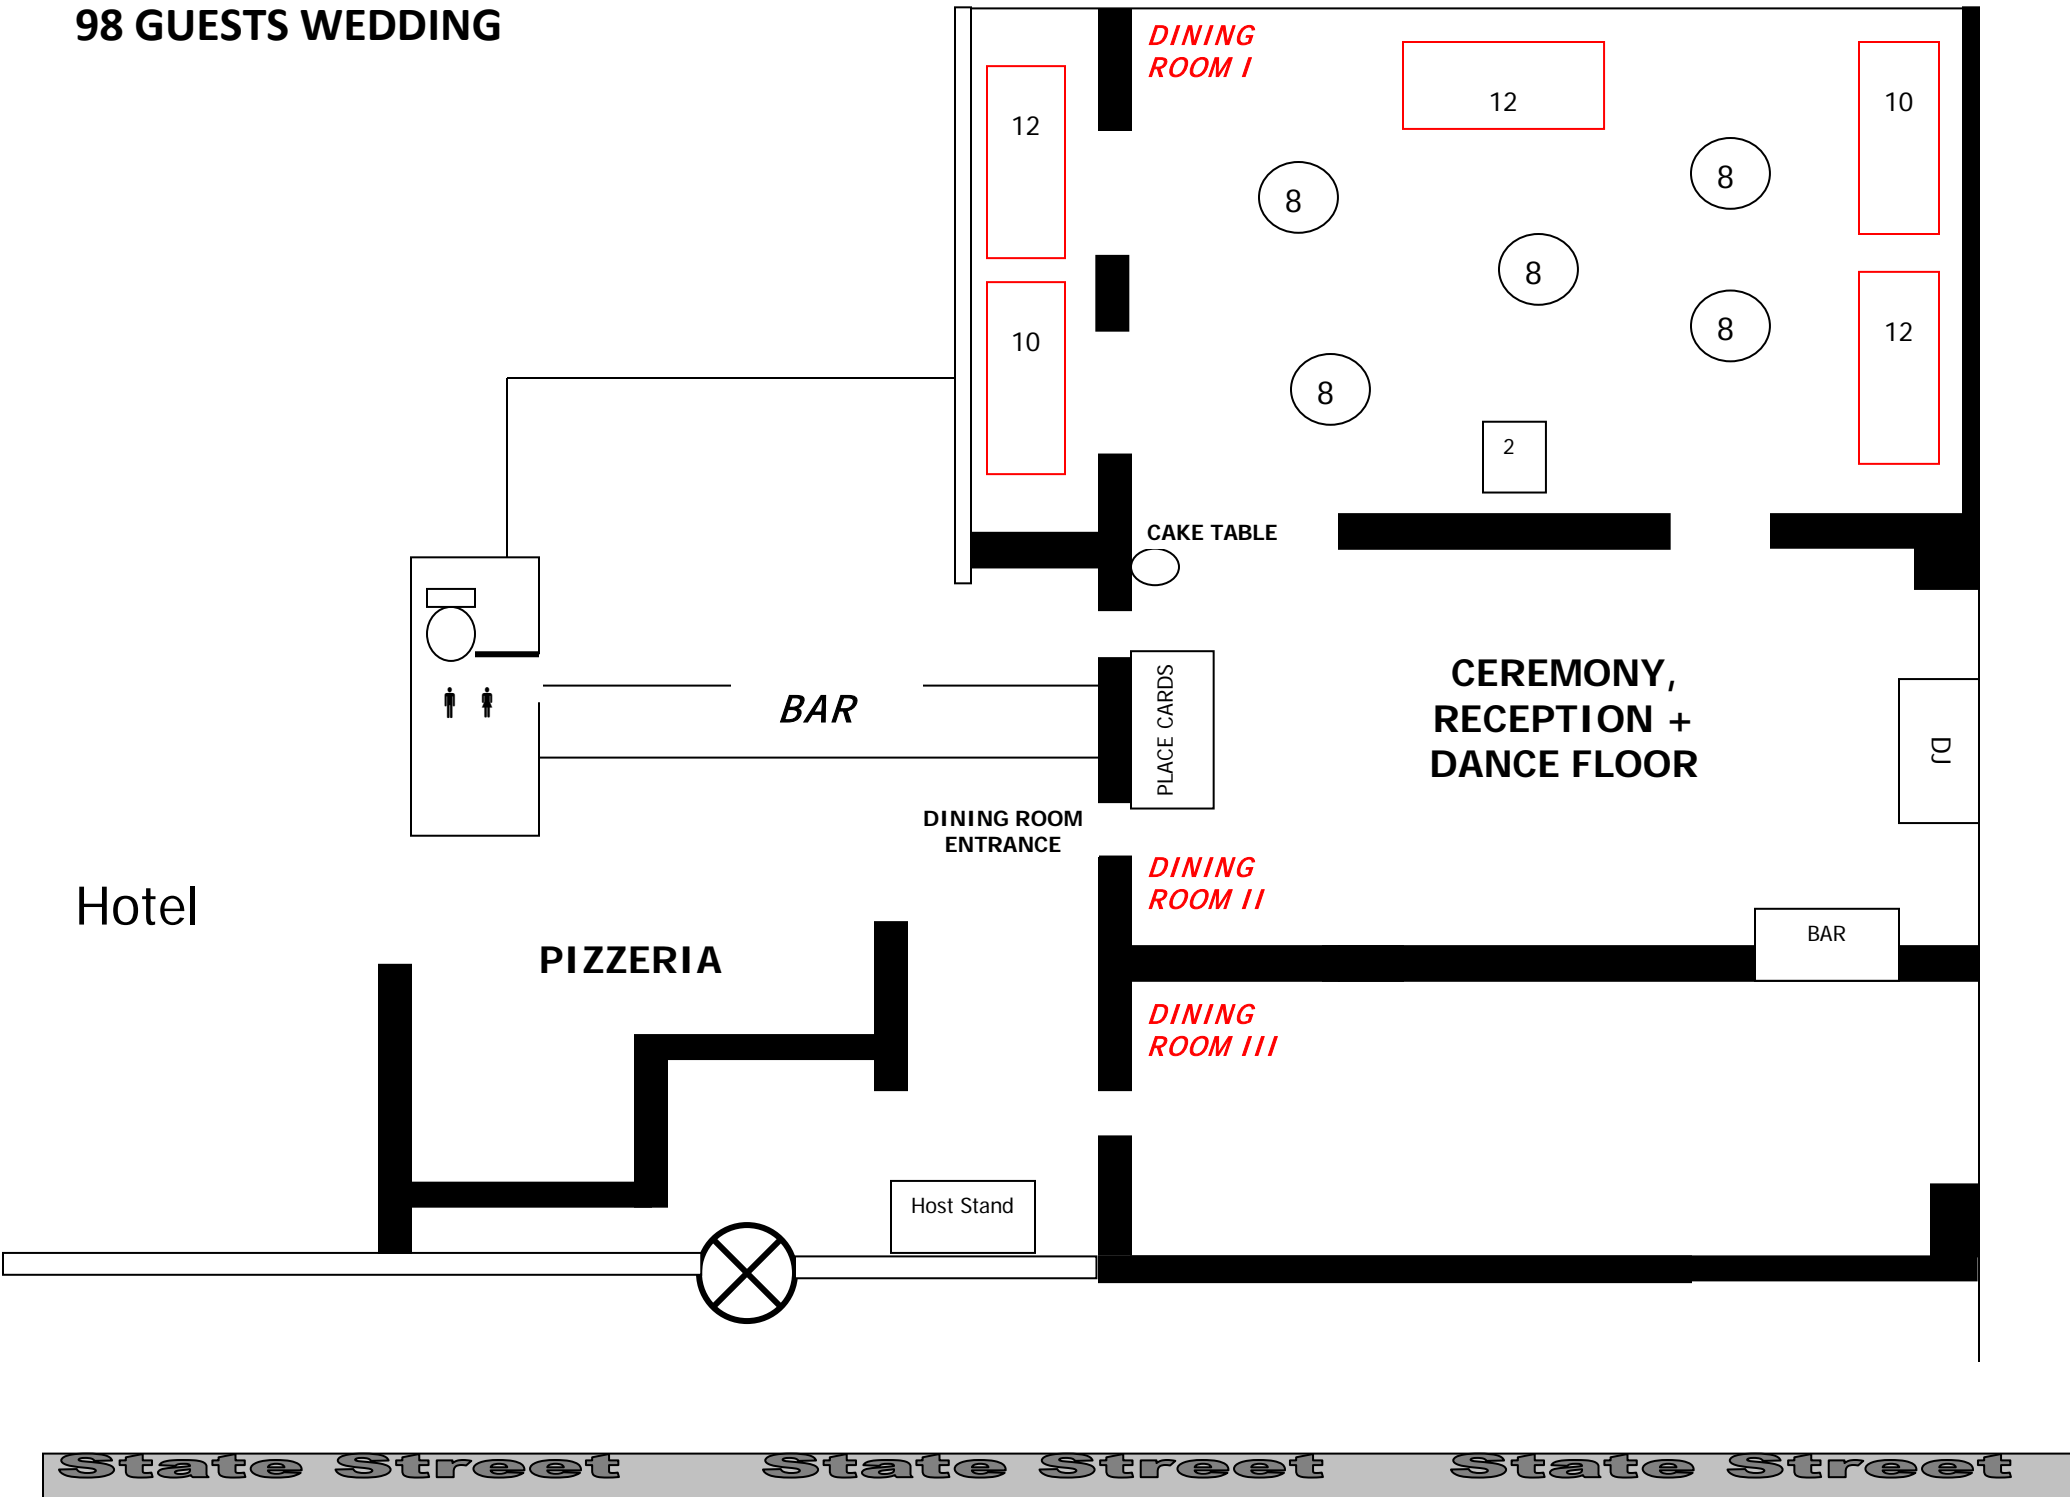 98 GUESTS WEDDING
DINING
ROOM I
12
10
12
8
8
8
8
10
12
8
2
CAKE TABLE
CEREMONY,
RECEPTION +
DANCE FLOOR
PLACE CARDS
BAR
DJ
DINING ROOM
ENTRANCE
DINING
ROOM II
Hotel
PIZZERIA
BAR
DINING
ROOM III
Host Stand
State Street State Street State Street